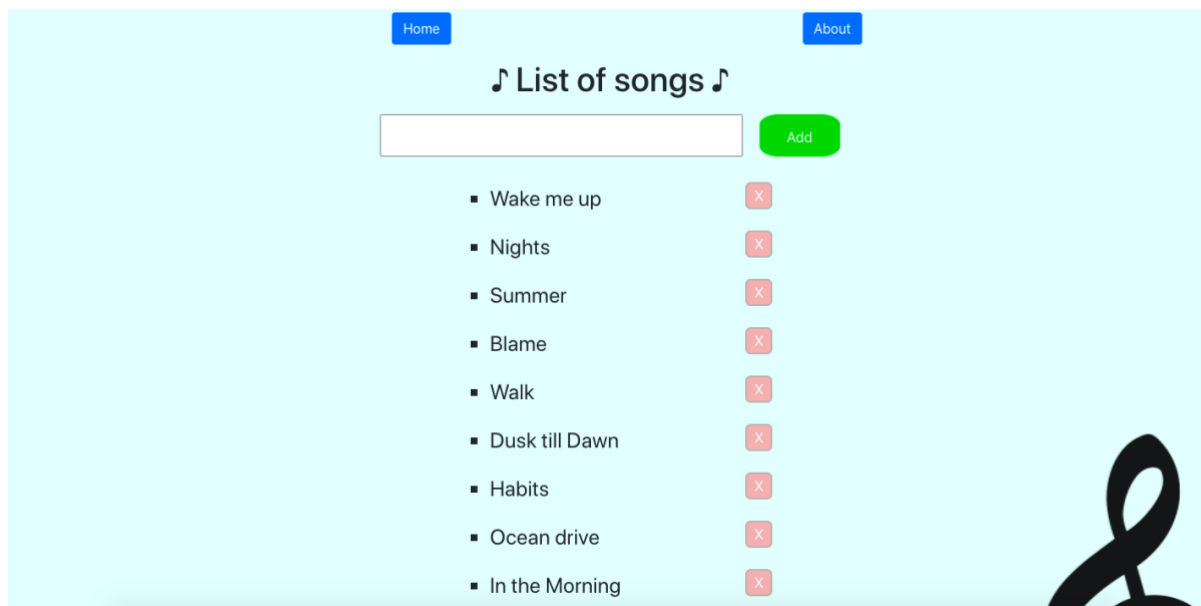 Home About
♪ List of songs ♪
Add
Wake me up X
Nights X
Summer X
Blame X
Walk X
Dusk till Dawn X
Habits X
Ocean drive X
In the Morning X